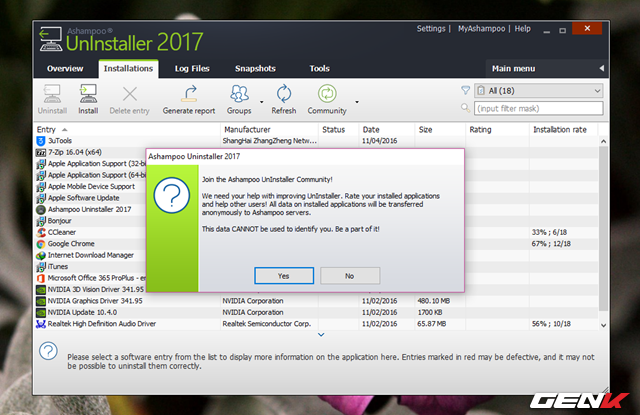 Ashampoo®
UnInstaller 2017
Settings | MyAshampoo | Help
Overview Installations Log Files Snapshots Tools Main menu
Uninstall Install Delete entry Generate report Groups Refresh Community
All (18)
(input filter mask)
Entry Manufacturer Status Date Size Rating Installation rate
3uTools ShangHai ZhangZheng Netw... 11/04/2016
7-Zip 16.04 (x64)
Apple Application Support (32-b
Apple Application Support (64-b
Apple Mobile Device Support
Apple Software Update
Ashampoo Uninstaller 2017
Bonjour
CCleaner 33% ; 6/18
Google Chrome 67% ; 12/18
Internet Download Manager
iTunes
Microsoft Office 365 ProPlus - en
NVIDIA 3D Vision Driver 341.95
NVIDIA Graphics Driver 341.95 NVIDIA Corporation 11/02/2016 480.10 MB
NVIDIA Update 10.4.0 NVIDIA Corporation 11/02/2016 1700 KB
Realtek High Definition Audio Driver Realtek Semiconductor Corp. 11/02/2016 65.87 MB 56% ; 10/18
Ashampoo Uninstaller 2017
Join the Ashampoo UnInstaller Community!
We need your help with improving UnInstaller. Rate your installed applications
and help other users! All data on installed applications will be transferred
anonymously to Ashampoo servers.
This data CANNOT be used to identify you. Be a part of it!
Yes No
Please select a software entry from the list to display more information on the application here. Entries marked in red may be defective, and it may not
be possible to uninstall them correctly.
GENK